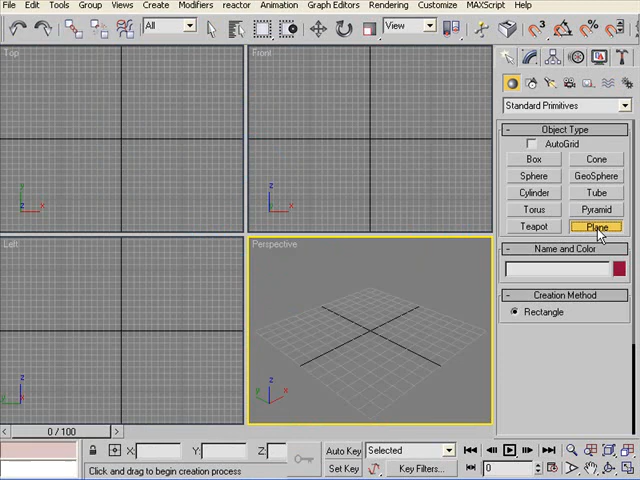 File Edit Tools Group Views Create Modifiers reactor Animation Graph Editors Rendering Customize MAXScript Help
All View
Top Front
Standard Primitives
- Object Type
AutoGrid
Box Cone
Sphere GeoSphere
Cylinder Tube
Torus Pyramid
Teapot Plane
Left Perspective
- Name and Color
- Creation Method
Rectangle
< 0 / 100 >
X: Y: Z: Auto Key Selected
Click and drag to begin creation process Set Key Key Filters... 0